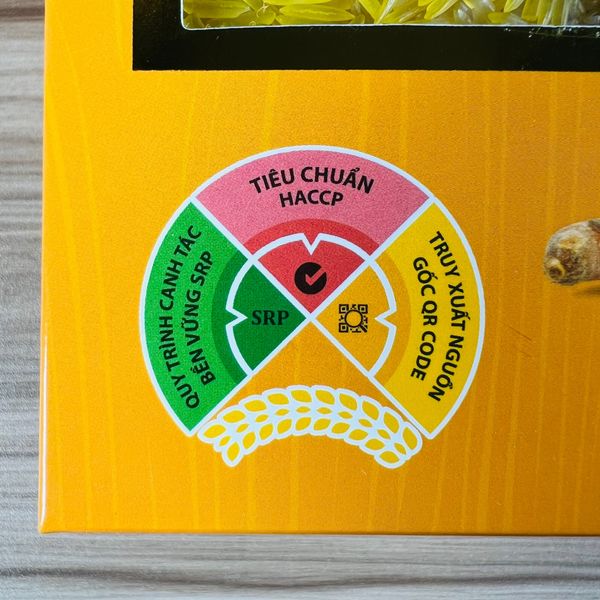 TIÊU CHUẨN
HACCP
QUY TRÌNH CANH TÁC
BỀN VỮNG SRP
SRP
TRUY XUẤT NGUỒN
GỐC QR CODE